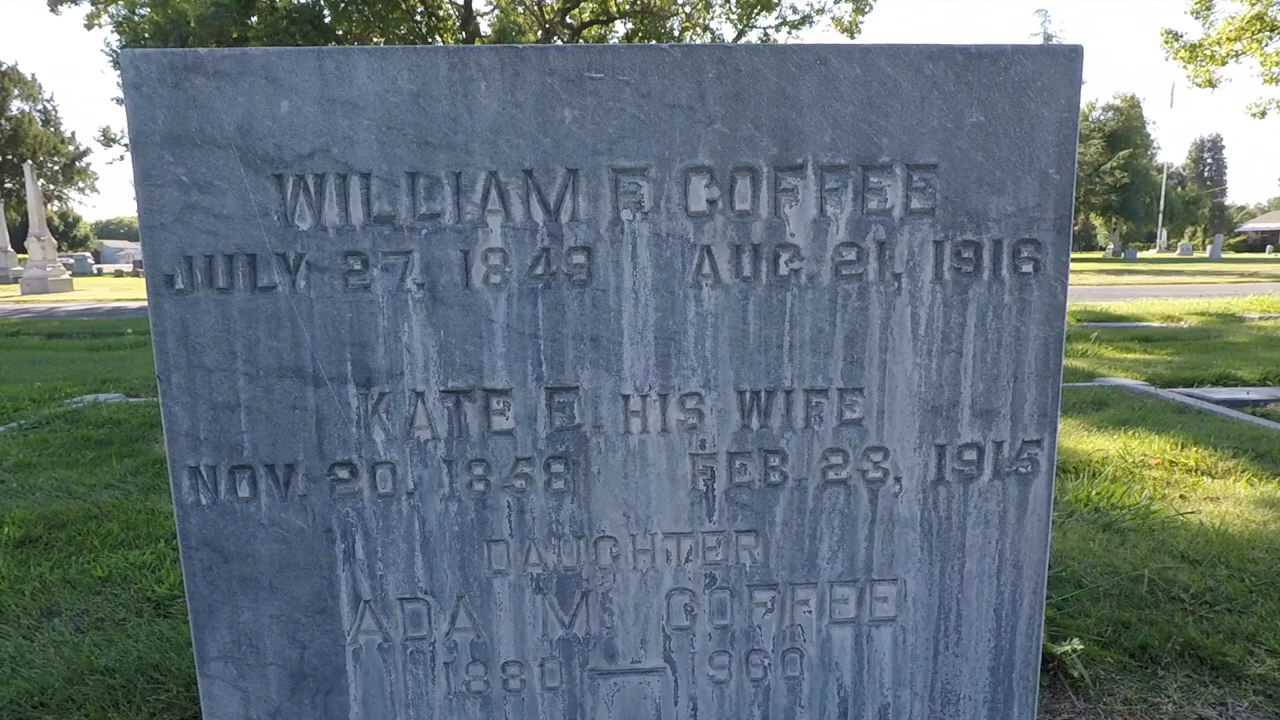 WILLIAM F. COFFEE
JULY 27, 1849 AUG. 21, 1916
KATE E. HIS WIFE
NOV. 20, 1858 FEB. 23, 1915
DAUGHTER
ADA M. COFFEE
1880 — 1960